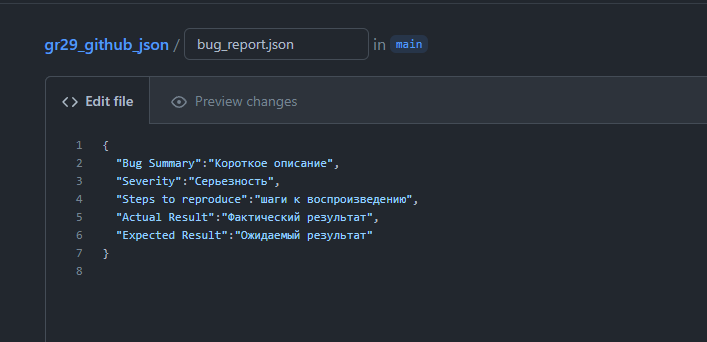 gr29_github_json / bug_report.json in main
Edit file Preview changes
1 {
2 "Bug Summary":"Короткое описание",
3 "Severity":"Серьезность",
4 "Steps to reproduce":"шаги к воспроизведению",
5 "Actual Result":"Фактический результат",
6 "Expected Result":"Ожидаемый результат"
7 }
8